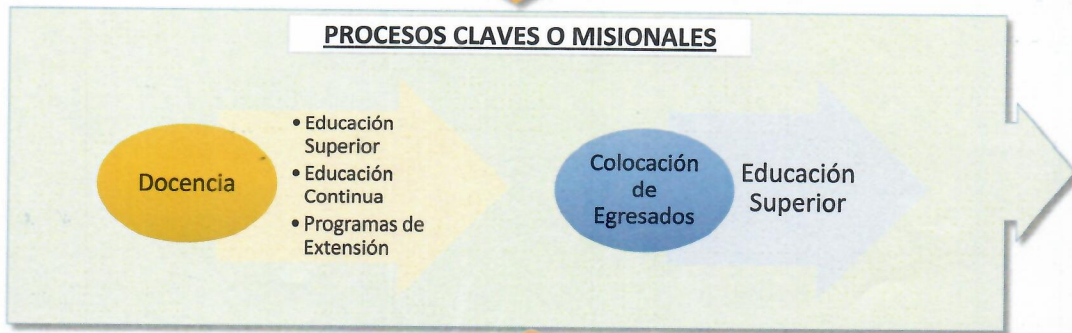 PROCESOS CLAVES O MISIONALES
Docencia
• Educación
Superior
• Educación
Continua
• Programas de
Extensión
Colocación
de
Egresados
Educación
Superior